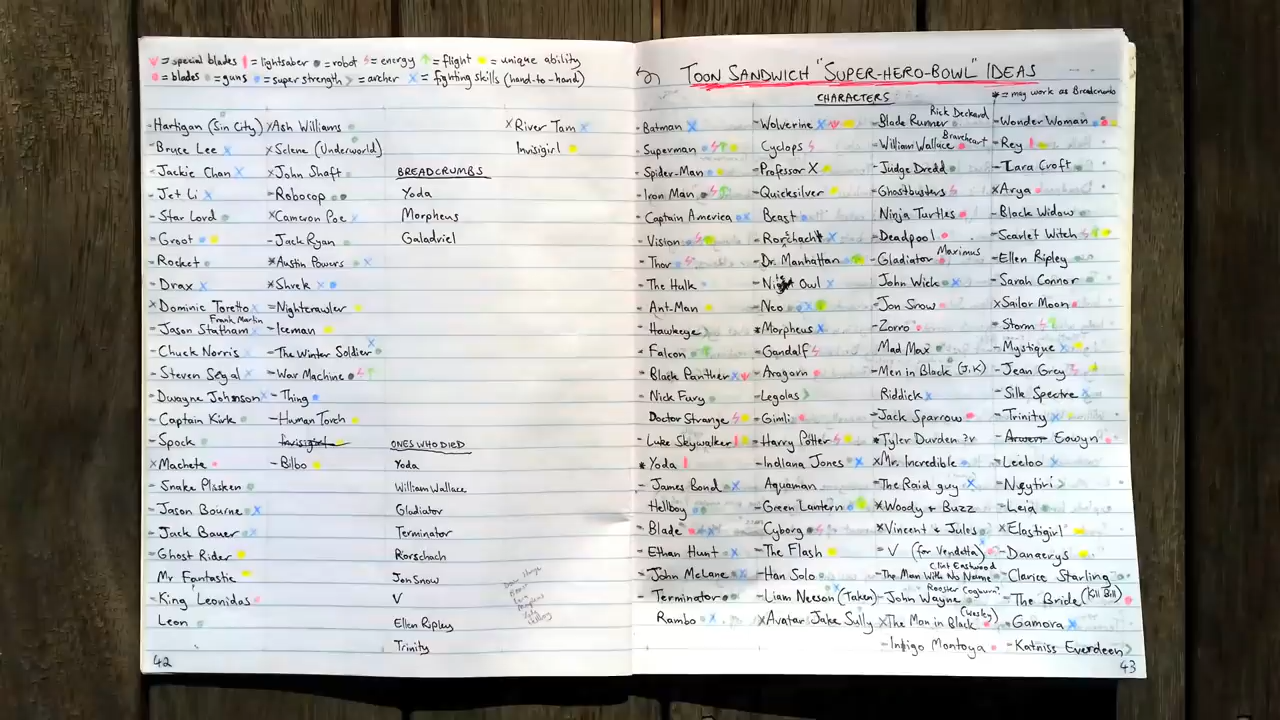 = special blades = lightsaber = robot = energy = flight = unique ability
= blades = guns = super strength = archer x = fighting skills (hand-to-hand)
- Hartigan (Sin City)
- Bruce Lee x
- Jackie Chan x
- Jet Li x
- Star Lord
- Groot
- Rocket
- Drax x
x Dominic Toretto x
Frank Martin
- Jason Statham x
- Chuck Norris x
- Steven Segal x
- Dwayne Johnson x
- Captain Kirk
- Spock
x Machete
- Snake Plisken
- Jason Bourne x
- Jack Bauer x
- Ghost Rider
Mr Fantastic
- King Leonidas
Leon
42
x Ash Williams
x Selene (Underworld)
x John Shaft
- Robocop
x Cameron Poe x
- Jack Ryan
x Austin Powers x
x Shrek x
- Nightcrawler
- Iceman
- The Winter Soldier x
- War Machine
- Thing
- Human Torch
Invisigirl
- Bilbo
BREADCRUMBS
Yoda
Morpheus
Galadriel
ONES WHO DIED
Yoda
William Wallace
Gladiator
Terminator
Rorschach
Jon Snow
V
Ellen Ripley
Trinity
x River Tam x
Invisigirl
TOON SANDWICH "SUPER-HERO-BOWL" IDEAS
CHARACTERS
* = may work as Breadcrumb
- Batman x
- Superman
- Spider-Man
- Iron Man
- Captain America x
- Vision
- Thor
- The Hulk
- Ant-Man
- Hawkeye
- Falcon
- Black Panther x
- Nick Fury
Doctor Strange
- Luke Skywalker
* Yoda
- James Bond x
Hellboy
- Blade x
- Ethan Hunt x
- John McLane x
- Terminator
Rambo x
- Wolverine x
Cyclops
- Professor X
- Quicksilver
Beast
- Rorschach x
- Dr. Manhattan
- Nite Owl x
- Neo x
* Morpheus x
- Gandalf
- Aragorn
- Legolas
- Gimli
- Harry Potter
- Indiana Jones x
Aquaman
- Green Lantern
- Cyborg
- The Flash
- Han Solo
- Liam Neeson (Taken)
x Avatar Jake Sully
Rick Deckard
- Blade Runner
Braveheart
- William Wallace
- Judge Dredd
- Ghostbusters
Ninja Turtles
- Deadpool
Maximus
- Gladiator
John Wick x
- Jon Snow
- Zorro
Mad Max
- Men in Black (J, K)
Riddick x
- Jack Sparrow
* Tyler Durden ?
x Mr. Incredible
- The Raid guy x
x Woody & Buzz
x Vincent & Jules
- V (for Vendetta)
Clint Eastwood
- The Man With No Name
Rooster Cogburn?
- John Wayne
(Wesley)
x The Man in Black
- Inigo Montoya
- Wonder Woman
- Rey
- Lara Croft
x Arya
- Black Widow
- Scarlet Witch
- Ellen Ripley
- Sarah Connor
x Sailor Moon
- Storm
- Mystique x
- Jean Grey
- Silk Spectre x
- Trinity x
- Eowyn
- Leeloo
- Neytiri
- Leia
x Elastigirl
- Danaerys
- Clarice Starling
- The Bride (Kill Bill)
- Gamora x
- Katniss Everdeen
43